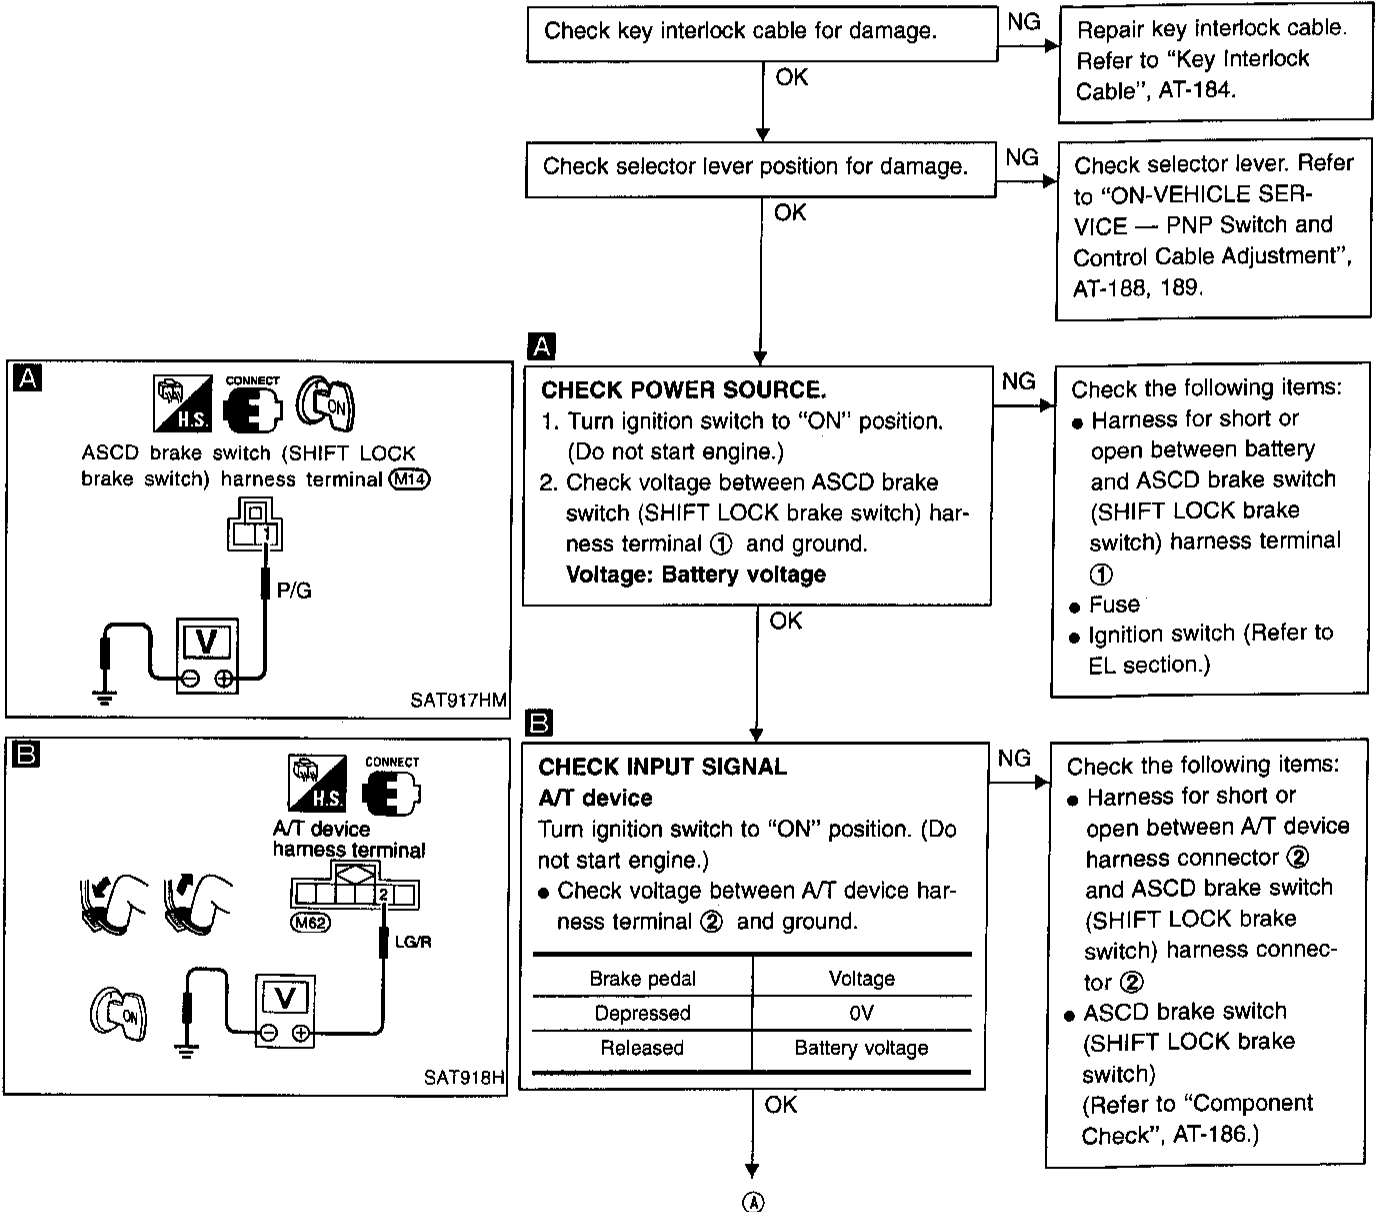 Check key interlock cable for damage.
NG
Repair key interlock cable.
Refer to “Key Interlock
Cable”, AT-184.
OK
Check selector lever position for damage.
NG
Check selector lever. Refer
to “ON-VEHICLE SER-
VICE — PNP Switch and
Control Cable Adjustment”,
AT-188, 189.
OK
A
CONNECT
H.S.
ON
ASCD brake switch (SHIFT LOCK
brake switch) harness terminal M14
1
P/G
V
⊖ ⊕
SAT917HM
A
CHECK POWER SOURCE.
1. Turn ignition switch to “ON” position.
(Do not start engine.)
2. Check voltage between ASCD brake
switch (SHIFT LOCK brake switch) har-
ness terminal ① and ground.
Voltage: Battery voltage
NG
Check the following items:
● Harness for short or
open between battery
and ASCD brake switch
(SHIFT LOCK brake
switch) harness terminal
①
● Fuse
● Ignition switch (Refer to
EL section.)
OK
B
CONNECT
H.S.
A/T device
harness terminal
2
M62
LG/R
ON
V
⊖ ⊕
SAT918H
B
CHECK INPUT SIGNAL
A/T device
Turn ignition switch to “ON” position. (Do
not start engine.)
● Check voltage between A/T device har-
ness terminal ② and ground.
Brake pedal Voltage
Depressed 0V
Released Battery voltage
NG
Check the following items:
● Harness for short or
open between A/T device
harness connector ②
and ASCD brake switch
(SHIFT LOCK brake
switch) harness connec-
tor ②
● ASCD brake switch
(SHIFT LOCK brake
switch)
(Refer to “Component
Check”, AT-186.)
OK
Ⓐ